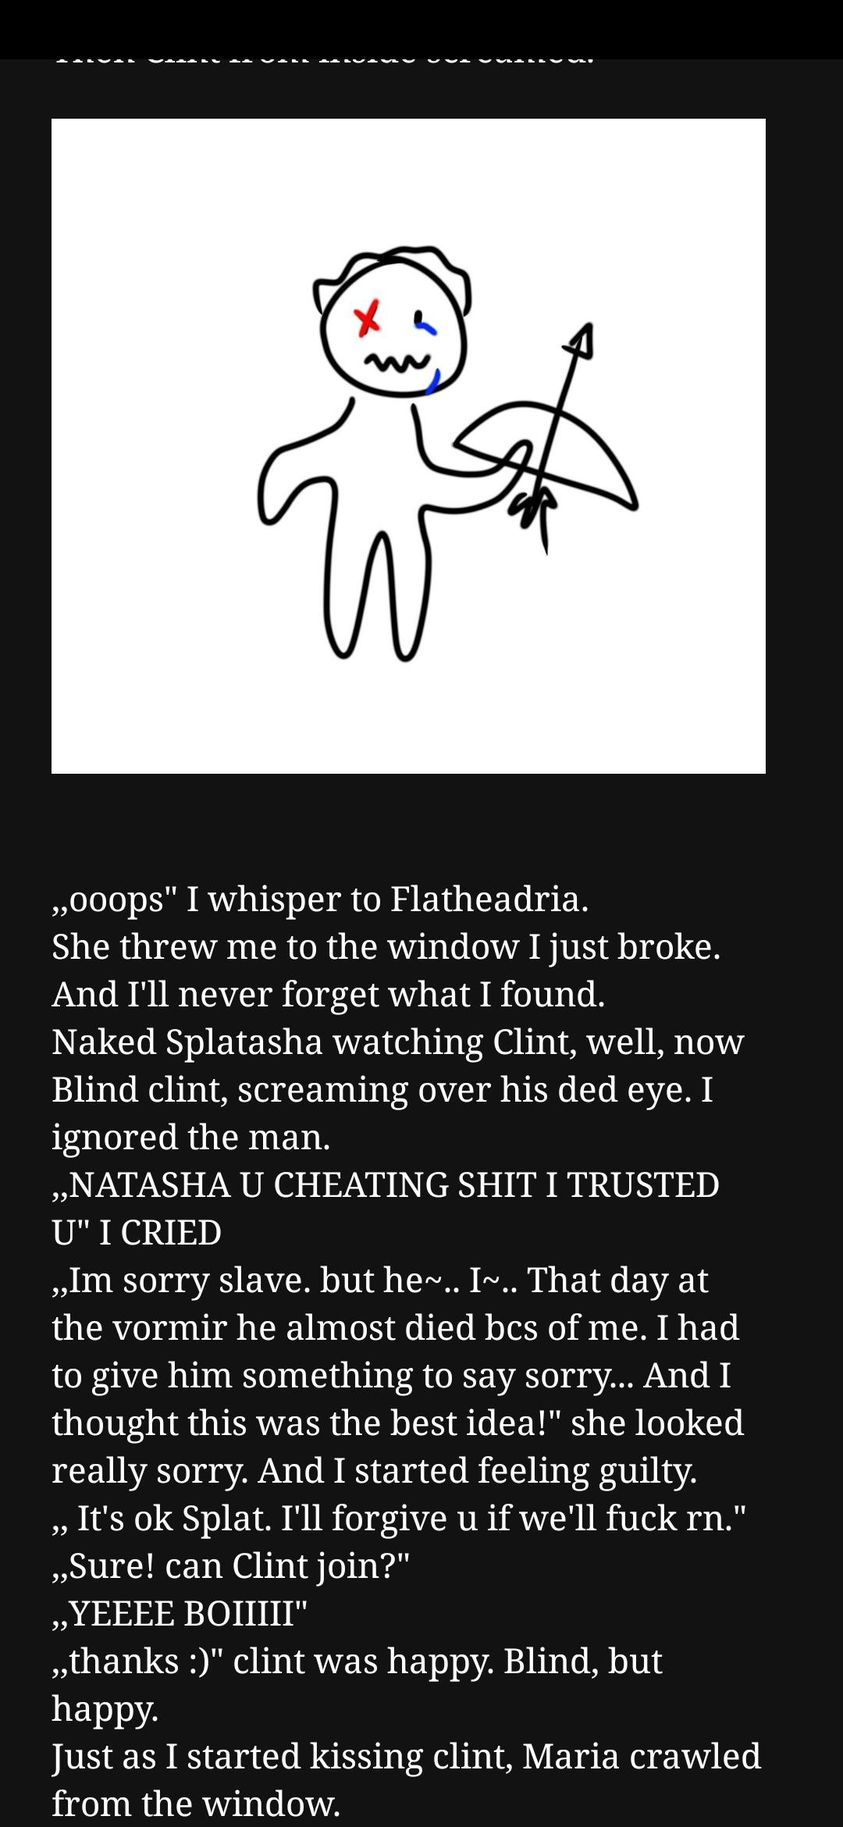 Then Clint from inside screamed.
,,ooops" I whisper to Flatheadria.
She threw me to the window I just broke.
And I'll never forget what I found.
Naked Splatasha watching Clint, well, now
Blind clint, screaming over his ded eye. I
ignored the man.
,,NATASHA U CHEATING SHIT I TRUSTED
U" I CRIED
,,Im sorry slave. but he~.. I~.. That day at
the vormir he almost died bcs of me. I had
to give him something to say sorry... And I
thought this was the best idea!" she looked
really sorry. And I started feeling guilty.
,, It's ok Splat. I'll forgive u if we'll fuck rn."
,,Sure! can Clint join?"
,,YEEEE BOIIIII"
,,thanks :)" clint was happy. Blind, but
happy.
Just as I started kissing clint, Maria crawled
from the window.